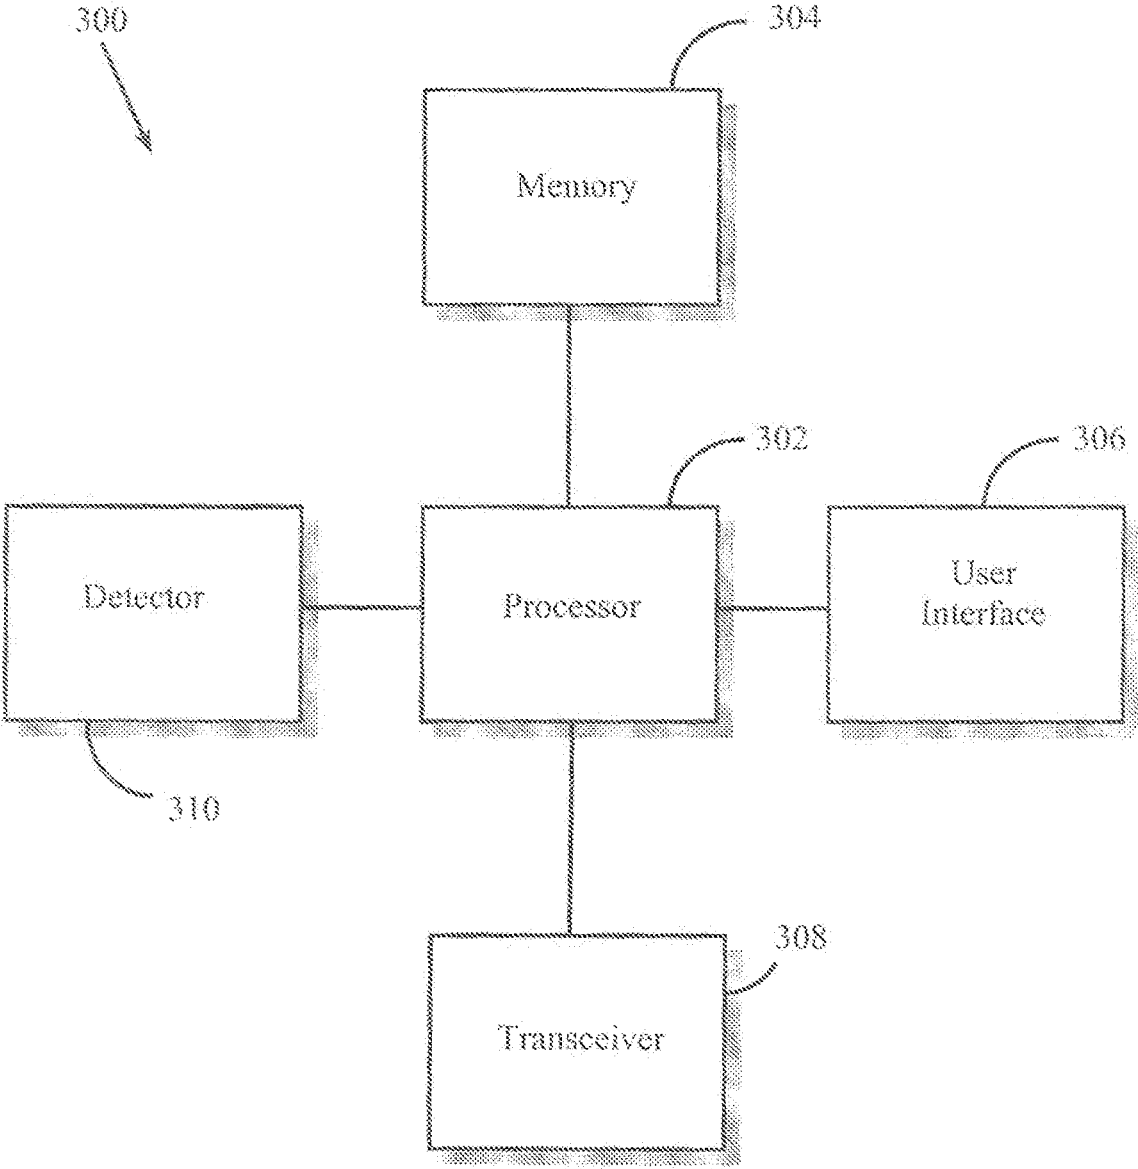 300
304
Memory
302
306
Detector
Processor
User
Interface
310
308
Transceiver